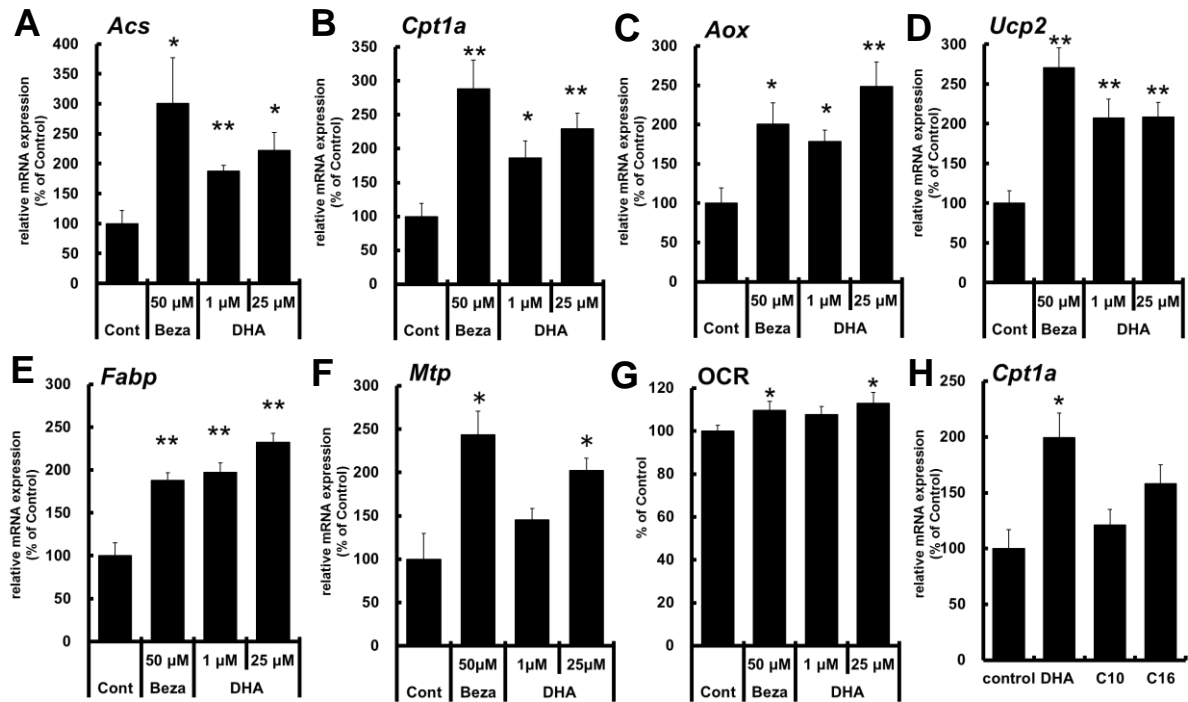 A Acs
relative mRNA expression
(% of Control)
400
350
300
250
200
150
100
50
0
*
**
*
50 µM 1 µM 25 µM
Cont Beza DHA
B Cpt1a
relative mRNA expression
(% of Control)
350
300
250
200
150
100
50
0
**
*
**
50 µM 1 µM 25 µM
Cont Beza DHA
C Aox
relative mRNA expression
(% of Control)
300
250
200
150
100
50
0
*
*
**
50 µM 1 µM 25 µM
Cont Beza DHA
D Ucp2
relative mRNA expression
(% of Control)
300
250
200
150
100
50
0
**
**
**
50 µM 1 µM 25 µM
Cont Beza DHA
E Fabp
relative mRNA expression
(% of Control)
300
250
200
150
100
50
0
**
**
**
50 µM 1 µM 25 µM
Cont Beza DHA
F Mtp
relative mRNA expression
(% of Control)
300
250
200
150
100
50
0
*
*
50µM 1µM 25µM
Cont Beza DHA
G OCR
% of Control
120
100
80
60
40
20
0
*
*
50 µM 1 µM 25 µM
Cont Beza DHA
H Cpt1a
relative mRNA expression
(% of Control)
250
200
150
100
50
0
*
control DHA C10 C16